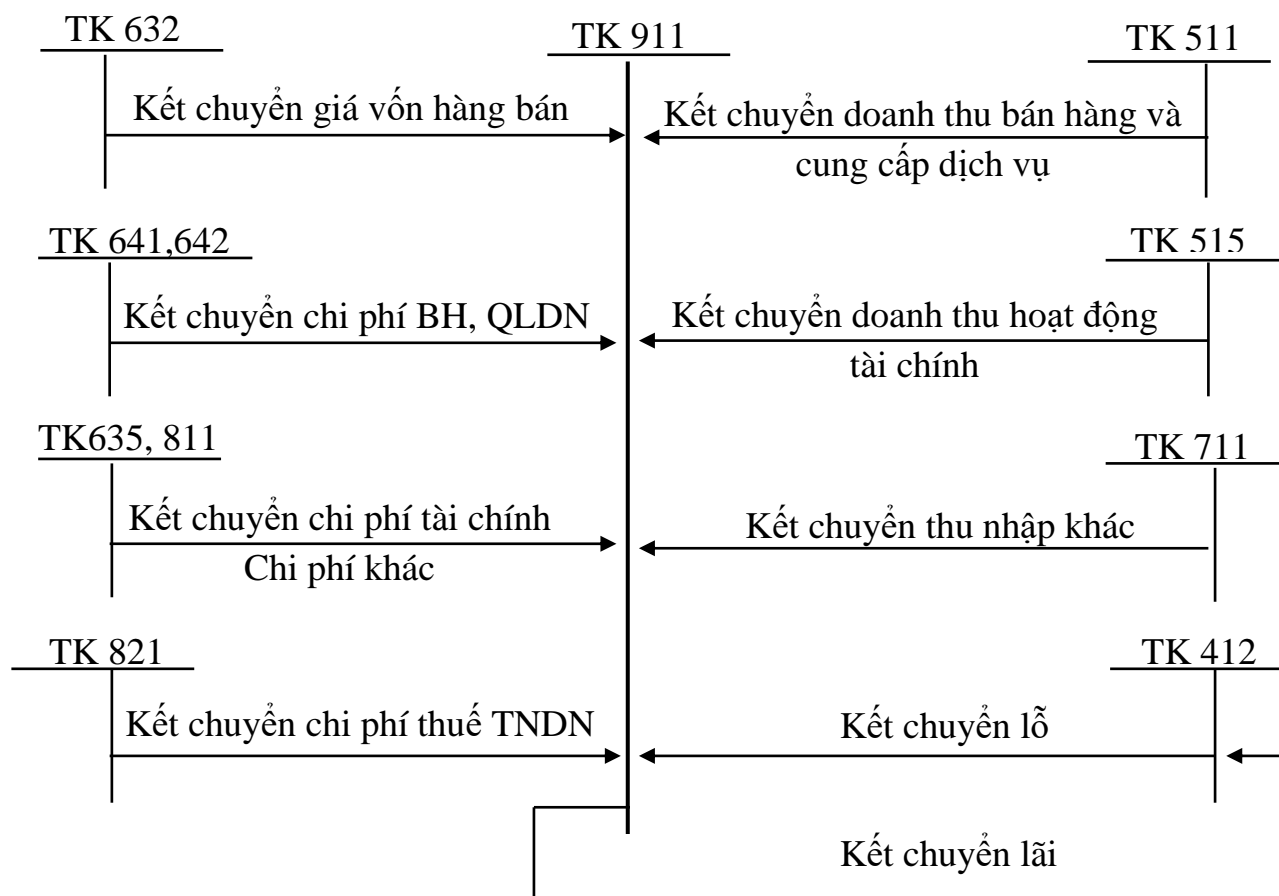 TK 632
TK 911
TK 511
Kết chuyển giá vốn hàng bán
Kết chuyển doanh thu bán hàng và
cung cấp dịch vụ
TK 641,642
TK 515
Kết chuyển chi phí BH, QLDN
Kết chuyển doanh thu hoạt động
tài chính
TK635, 811
TK 711
Kết chuyển chi phí tài chính
Chi phí khác
Kết chuyển thu nhập khác
TK 821
TK 412
Kết chuyển chi phí thuế TNDN
Kết chuyển lỗ
Kết chuyển lãi